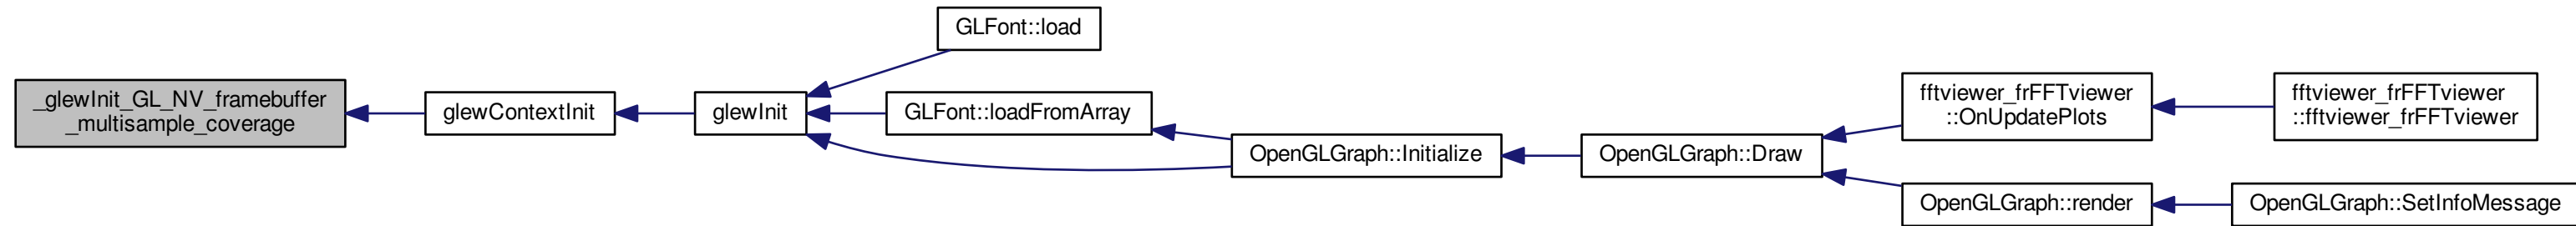 _glewInit_GL_NV_framebuffer
_multisample_coverage
glewContextInit
glewInit
GLFont::load
GLFont::loadFromArray
OpenGLGraph::Initialize
OpenGLGraph::Draw
fftviewer_frFFTviewer
::OnUpdatePlots
fftviewer_frFFTviewer
::fftviewer_frFFTviewer
OpenGLGraph::render
OpenGLGraph::SetInfoMessage